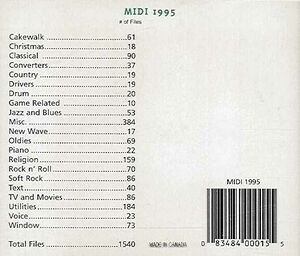 MIDI 1995
# of Files
Cakewalk 61
Christmas 18
Classical 90
Converters 37
Country 19
Drivers 19
Drum 20
Game Related 10
Jazz and Blues 53
Misc. 384
New Wave 17
Oldies 69
Piano 22
Religion 159
Rock n' Roll 70
Soft Rock 86
Text 40
TV and Movies 86
Utilities 184
Voice 23
Window 73
Total Files 1540
MADE IN CANADA
MIDI 1995
0 83484 00015 5